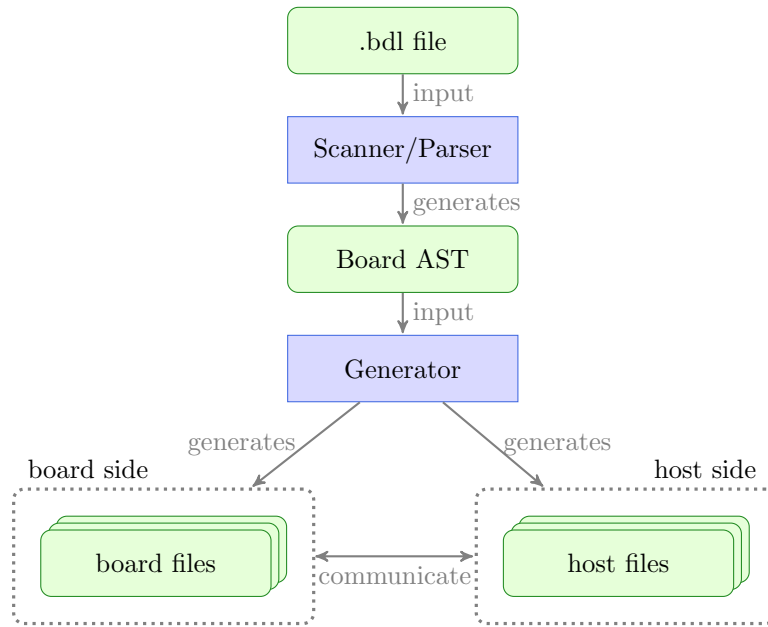 .bdl file
input
Scanner/Parser
generates
Board AST
input
Generator
generates
generates
board side
host side
board files
host files
communicate